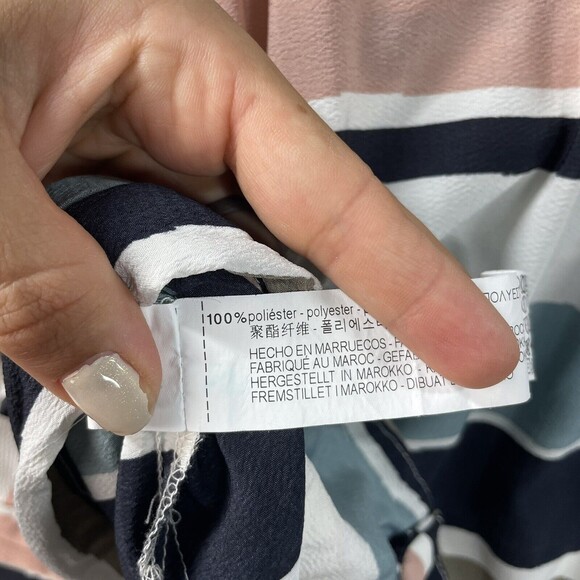 100% poliéster - polyester -
聚酯纤维 - 폴리에스
HECHO EN MARRUECOS -
FABRIQUÉ AU MAROC -
HERGESTELLT IN MAROKKO -
FREMSTILLET I MAROKKO -